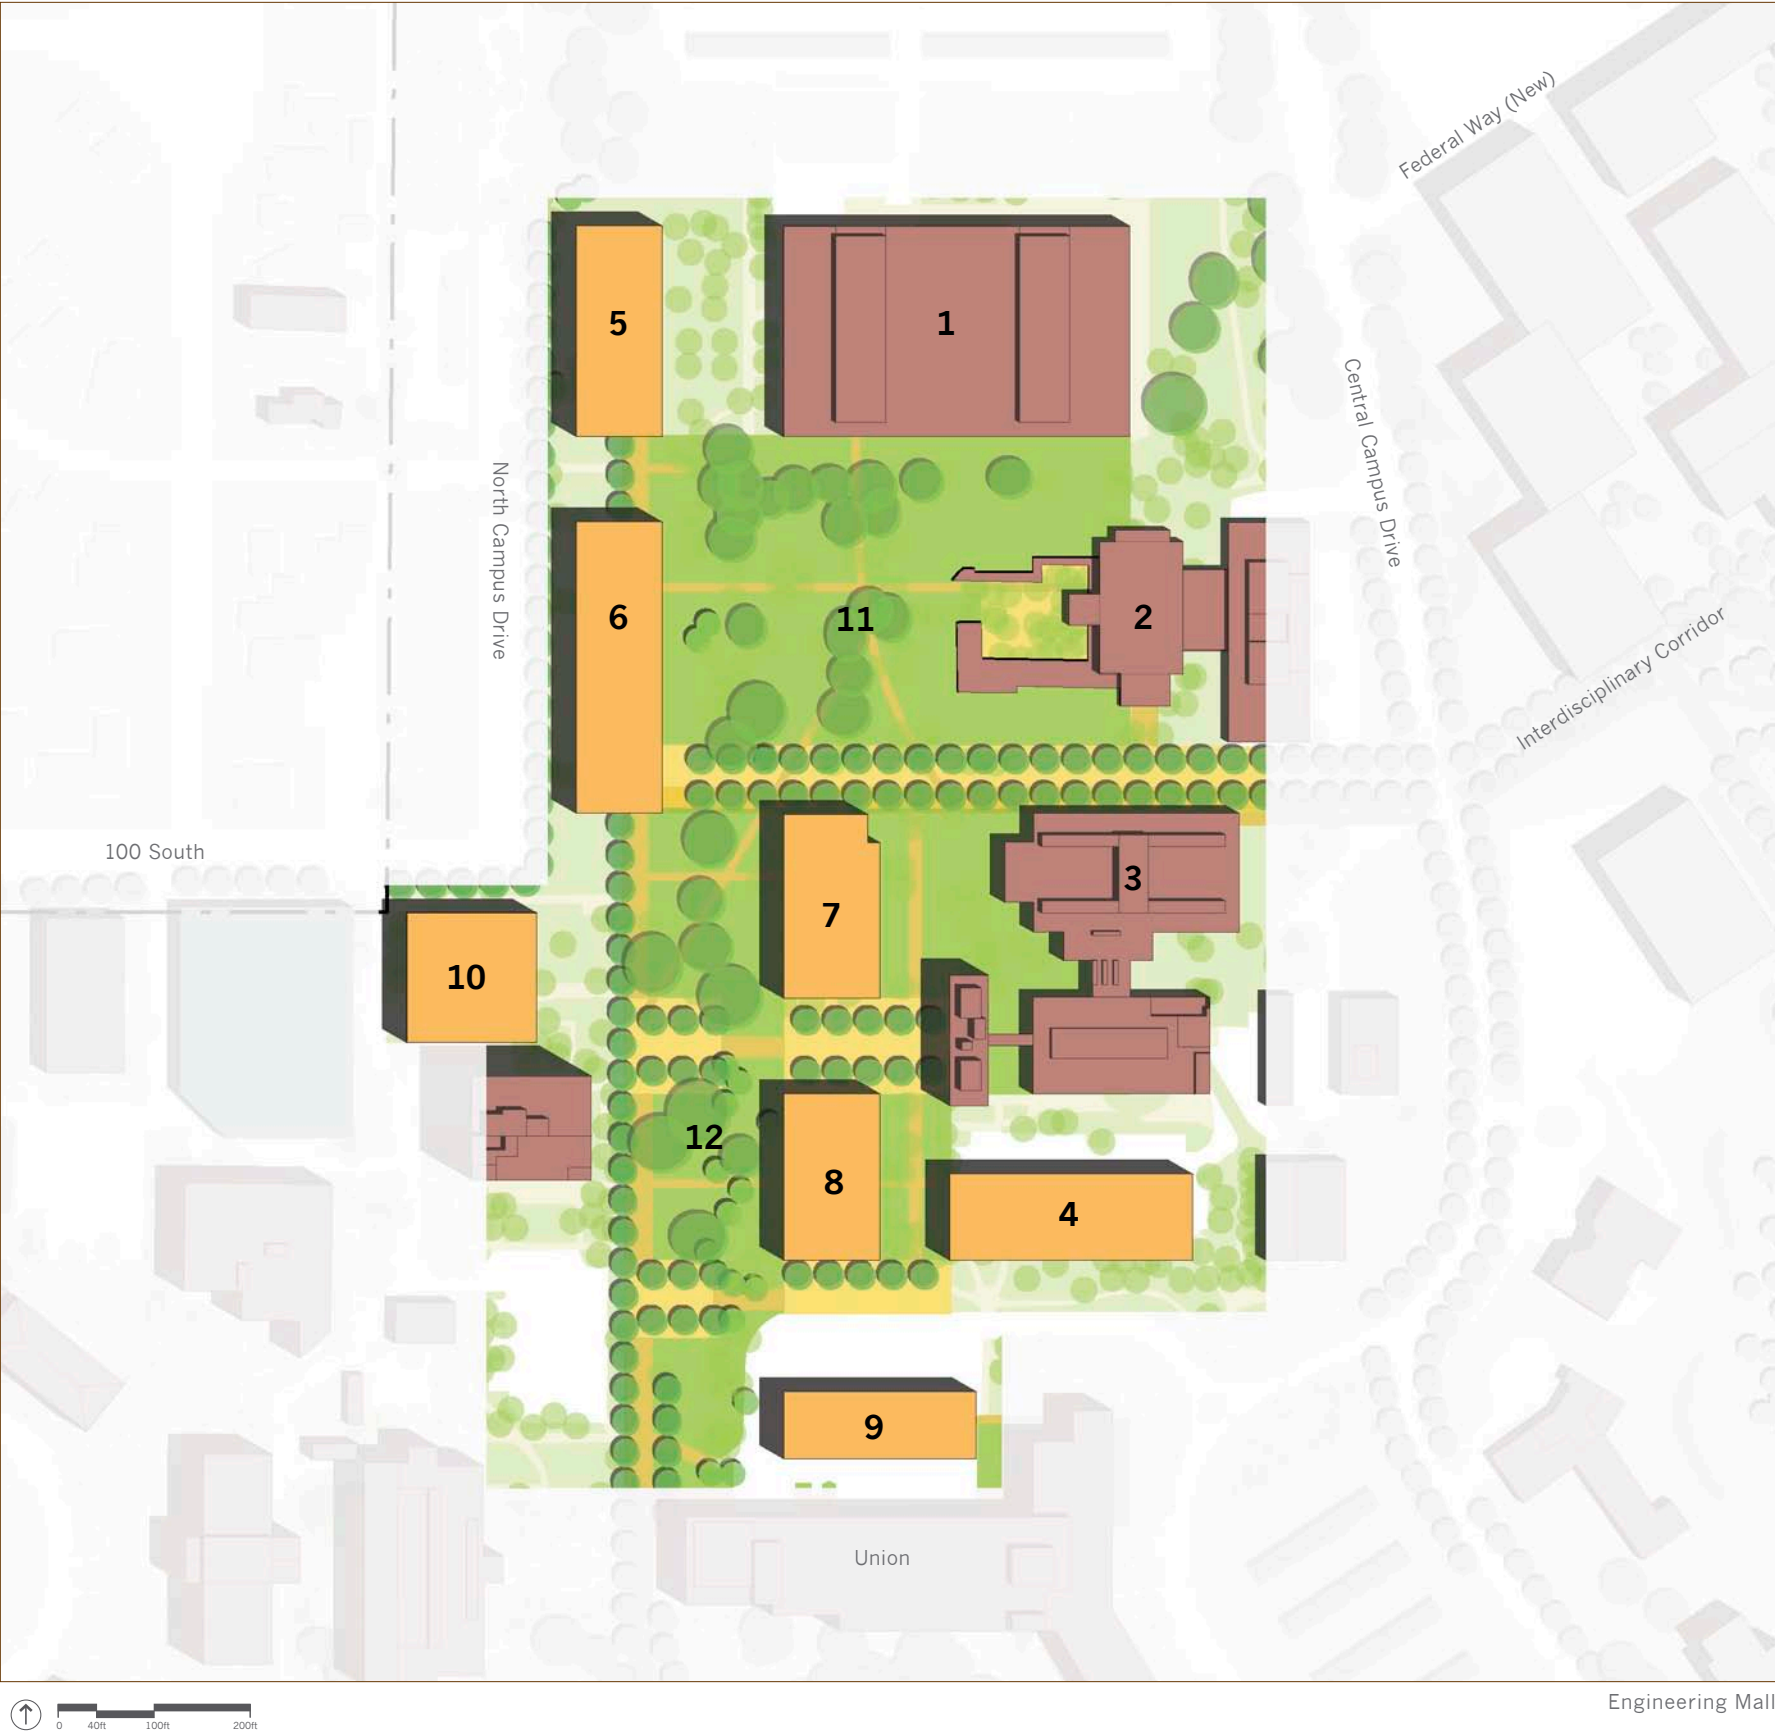 Federal Way (New)
5
1
Central Campus Drive
North Campus Drive
6
11
2
Interdisciplinary Corridor
100 South
3
7
10
12
8
4
9
Union
0 40ft 100ft 200ft
Engineering Mall